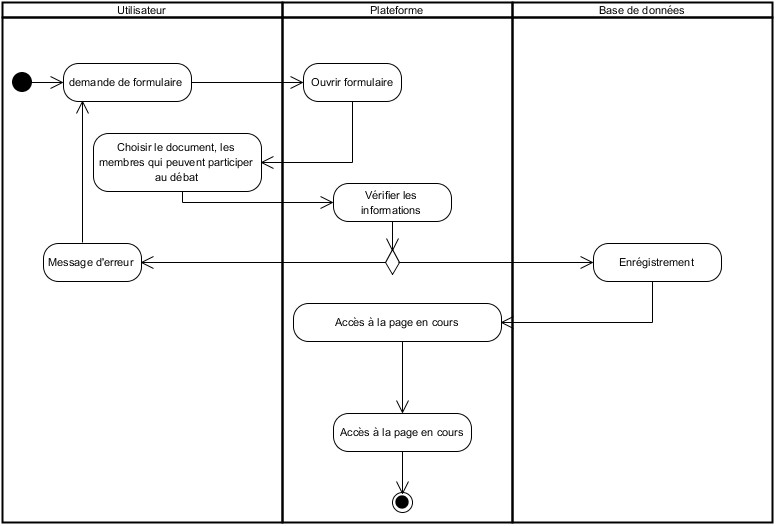 Utilisateur
Plateforme
Base de données
demande de formulaire
Ouvrir formulaire
Choisir le document, les
membres qui peuvent participer
au débat
Vérifier les
informations
Message d'erreur
Enrégistrement
Accès à la page en cours
Accès à la page en cours